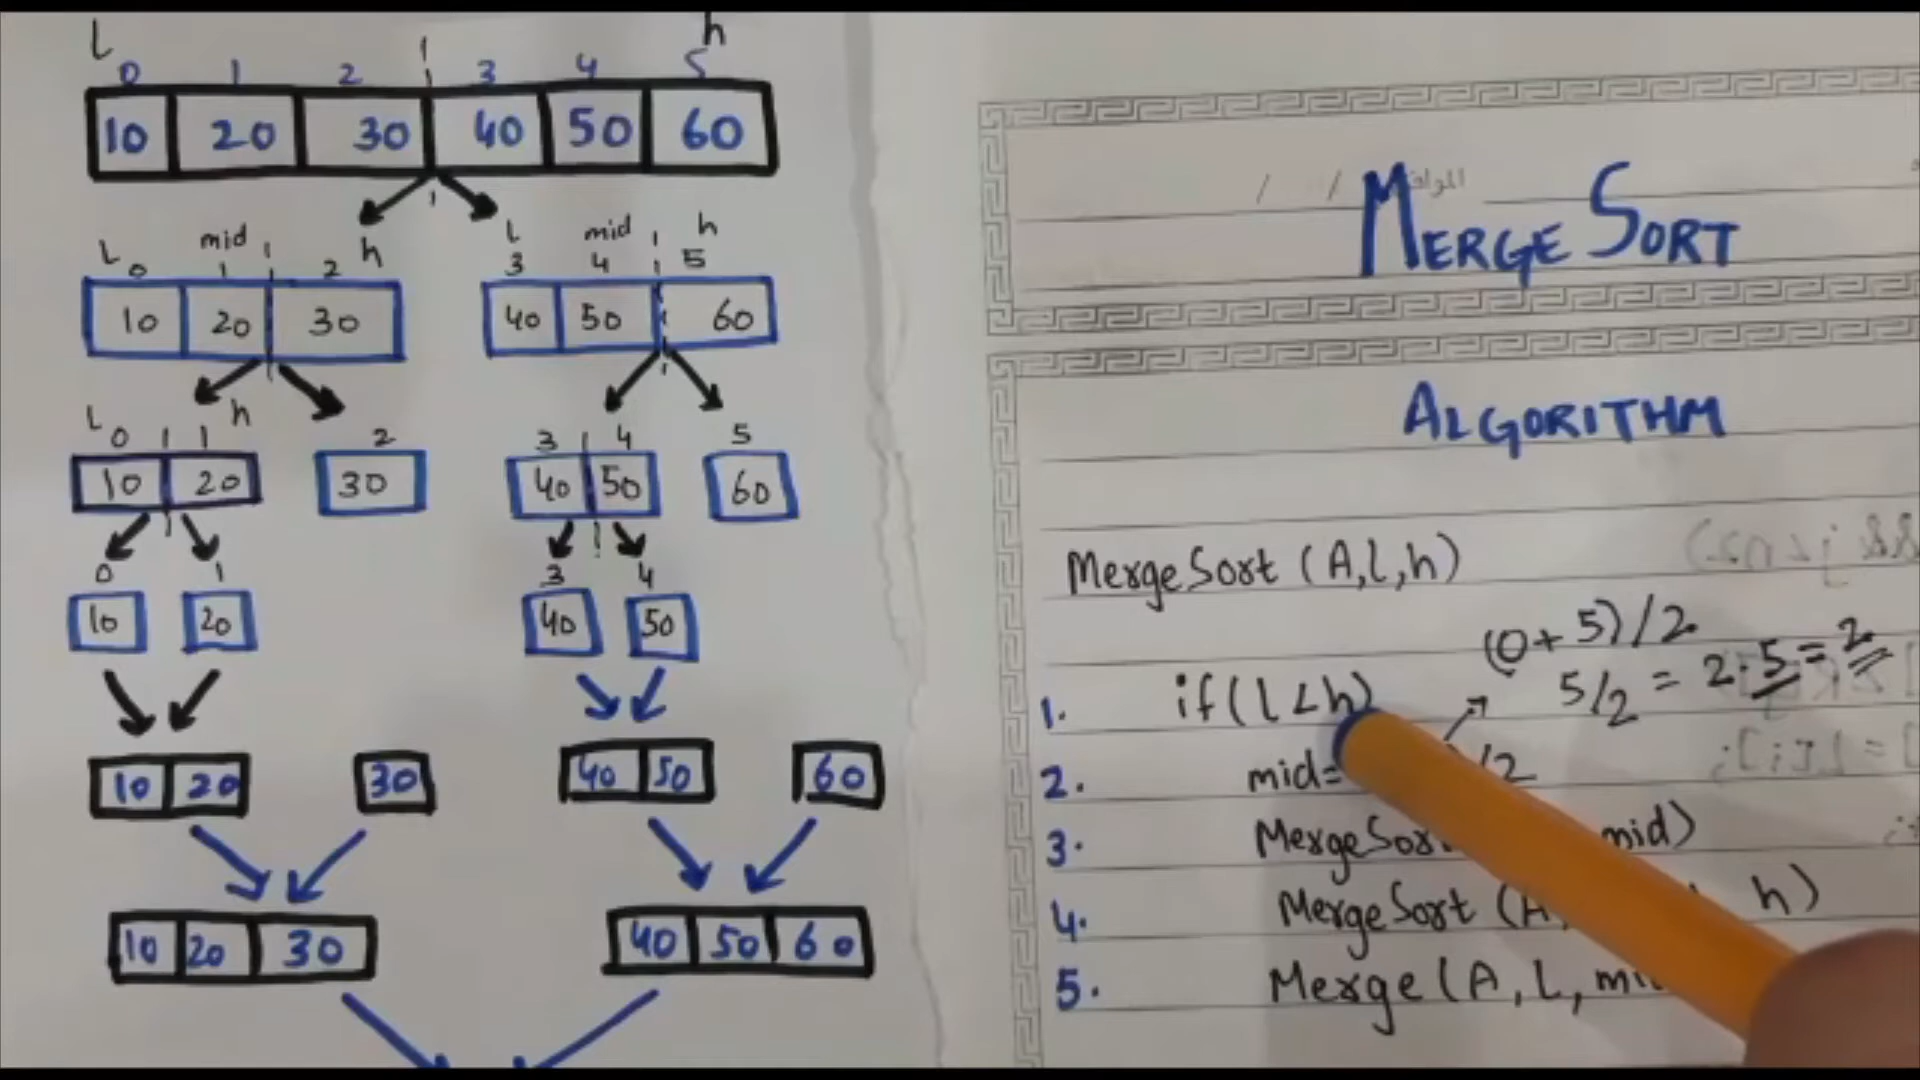 L h
0 1 2 3 4 5
10 20 30 40 50 60
L mid h
0 1 2
10 20 30
L mid h
3 4 5
40 50 60
L h
0 1 2
10 20 30
3 4 5
40 50 60
0 1 3 4
10 20 40 50
10 20 30 40 50 60
10 20 30 40 50 60
MERGE SORT
ALGORITHM
MergeSort (A,l,h)
(0+5)/2
5/2 = 2.5 = 2
1. if(l<h)
2. mid= /2
3. MergeSort mid)
4. MergeSort (A, h)
5. Merge(A, L,